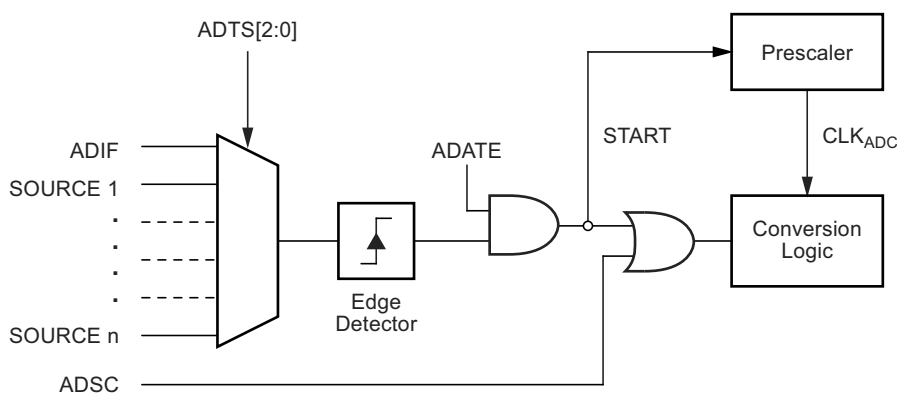 ADTS[2:0]
Prescaler
START
CLKADC
ADIF
ADATE
SOURCE 1
.
.
.
.
Conversion
Logic
Edge
Detector
SOURCE n
ADSC